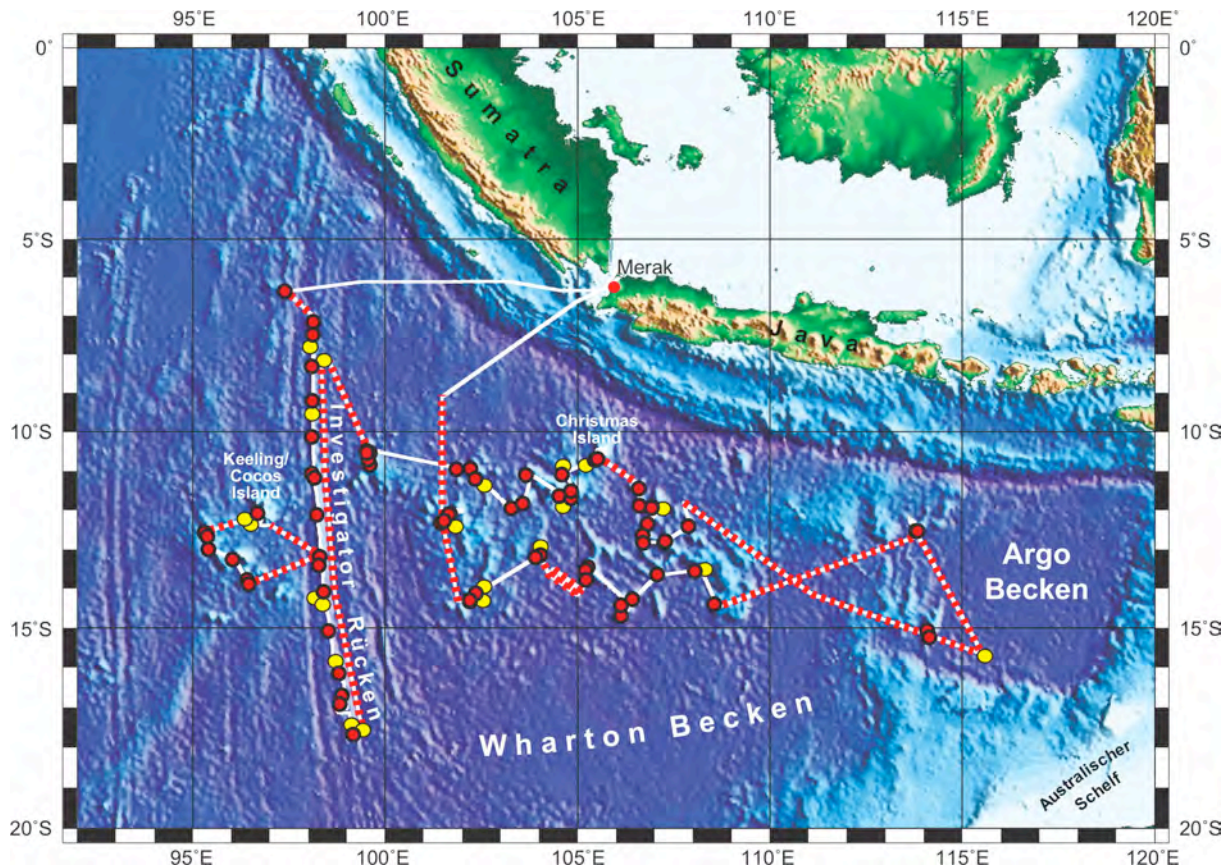 95°E 100°E 105°E 110°E 115°E 120°E
0° 0°
Sumatra
5°S 5°S
Merak
Java
10°S 10°S
Christmas
Island
Keeling/
Cocos
Island
Investigator Rücken
Argo
Becken
15°S 15°S
Wharton Becken
Australischer
Schelf
20°S 20°S
95°E 100°E 105°E 110°E 115°E 120°E